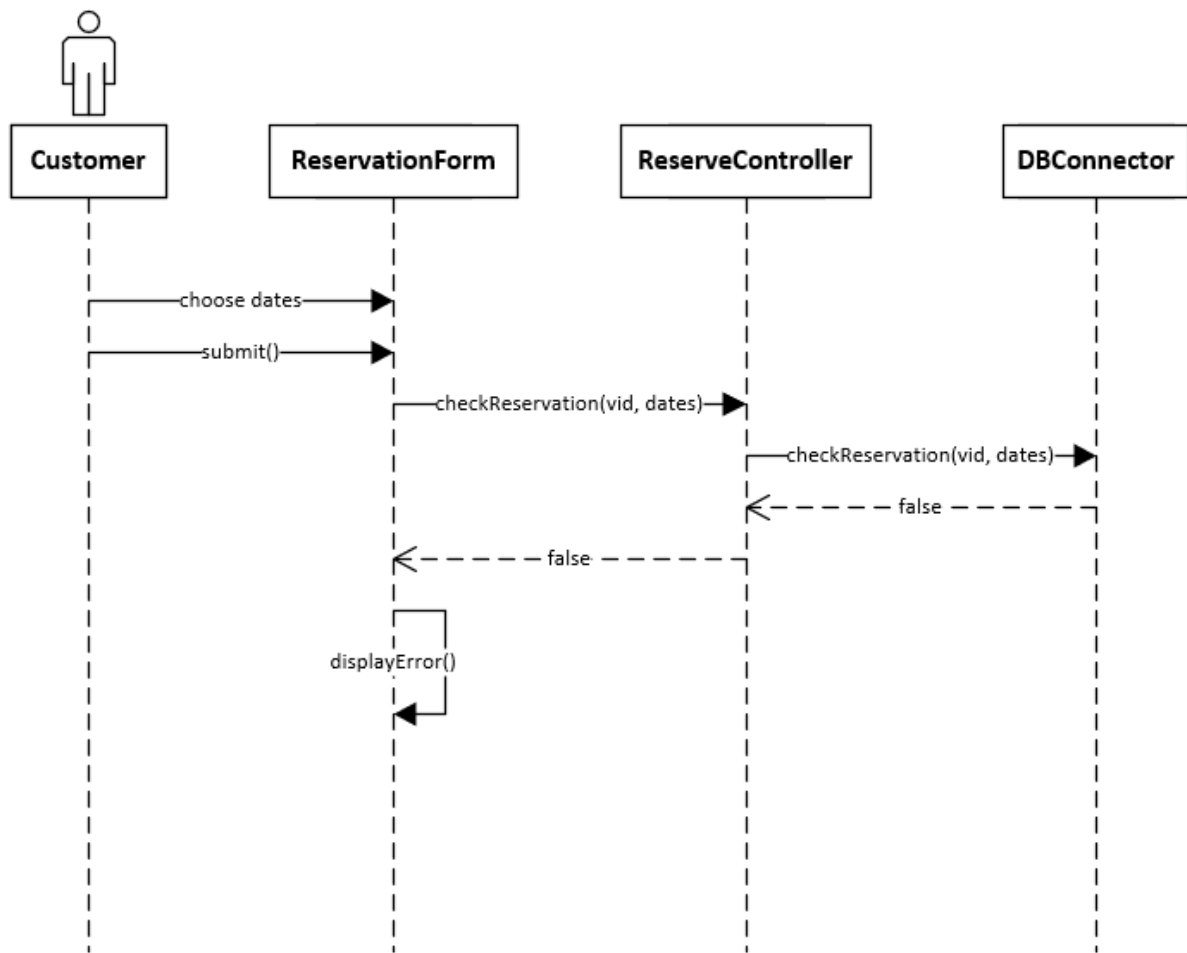 Customer
ReservationForm
ReserveController
DBConnector
choose dates
submit()
checkReservation(vid, dates)
checkReservation(vid, dates)
false
false
displayError()